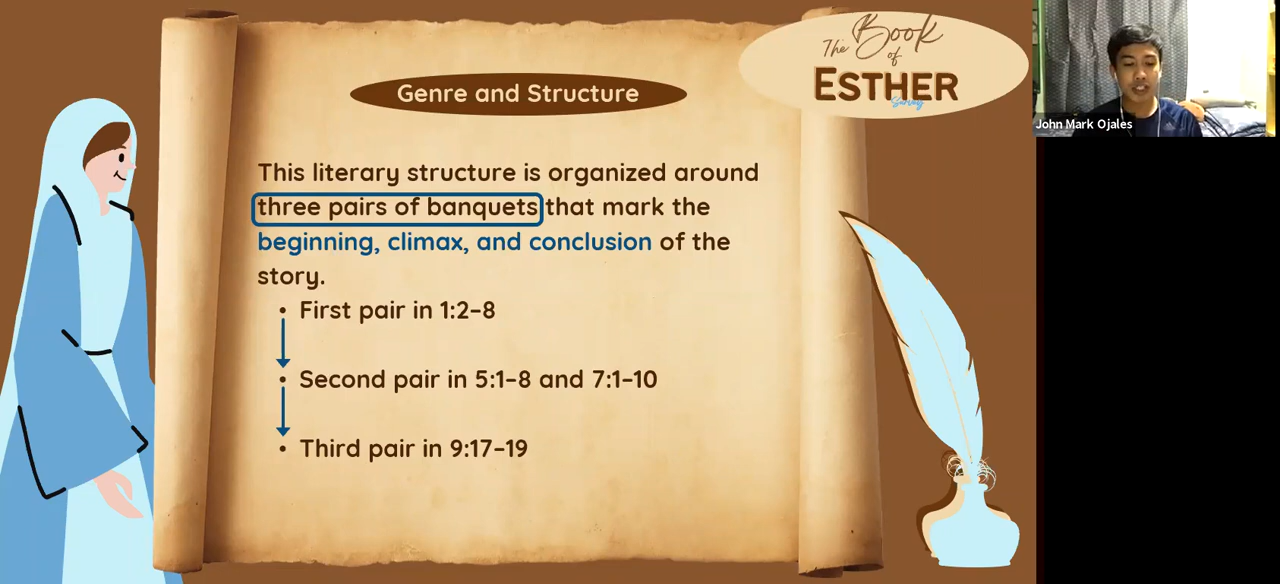 The Book
of
ESTHER
Survey
Genre and Structure
This literary structure is organized around
three pairs of banquets that mark the
beginning, climax, and conclusion of the
story.
• First pair in 1:2–8
• Second pair in 5:1–8 and 7:1–10
• Third pair in 9:17–19
John Mark Ojales